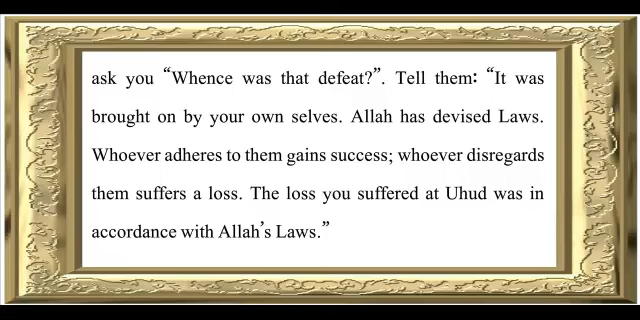 ask you “Whence was that defeat?”. Tell them: “It was
brought on by your own selves. Allah has devised Laws.
Whoever adheres to them gains success; whoever disregards
them suffers a loss. The loss you suffered at Uhud was in
accordance with Allah’s Laws.”